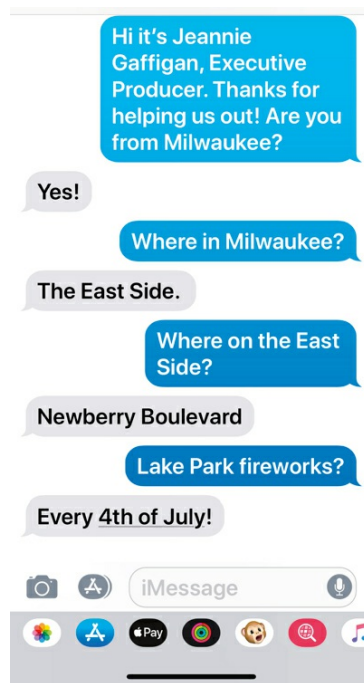 Hi it's Jeannie
Gaffigan, Executive
Producer. Thanks for
helping us out! Are you
from Milwaukee?
Yes!
Where in Milwaukee?
The East Side.
Where on the East
Side?
Newberry Boulevard
Lake Park fireworks?
Every 4th of July!
iMessage
Pay